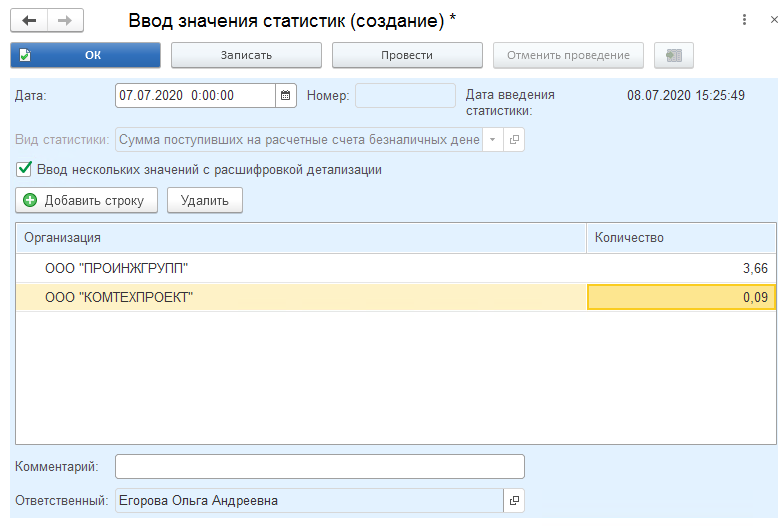 Ввод значения статистик (создание) *
ОК Записать Провести Отменить проведение
Дата: 07.07.2020 0:00:00 Номер: Дата введения статистики: 08.07.2020 15:25:49
Вид статистики: Сумма поступивших на расчетные счета безналичных дене
Ввод нескольких значений с расшифровкой детализации
Добавить строку Удалить
Организация Количество
ООО "ПРОИНЖГРУПП" 3,66
ООО "КОМТЕХПРОЕКТ" 0,09
Комментарий:
Ответственный: Егорова Ольга Андреевна